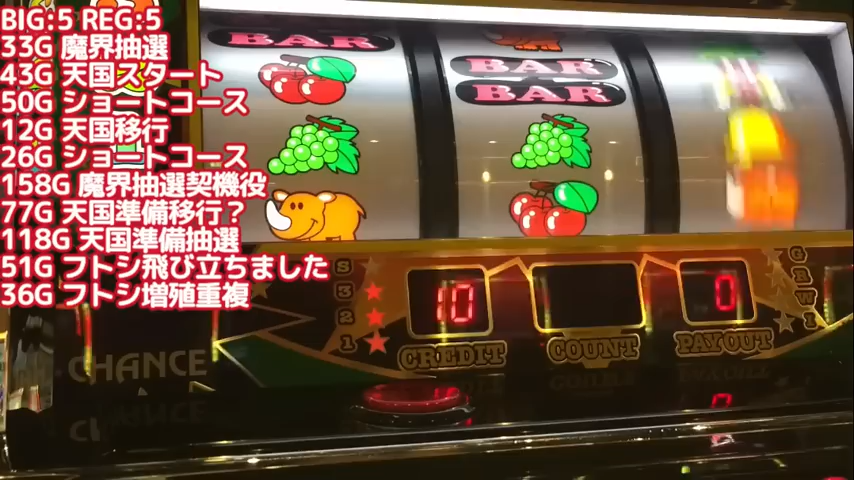 BIG:5 REG:5
33G 魔界抽選
43G 天国スタート
50G ショートコース
12G 天国移行
26G ショートコース
158G 魔界抽選契機役
77G 天国準備移行？
118G 天国準備抽選
51G フトシ飛び立ちました
36G フトシ増殖重複
BAR
BAR
BAR
S
3
2
1
10
0
G
R
W
I
CREDIT
COUNT
PAY OUT
CHANCE